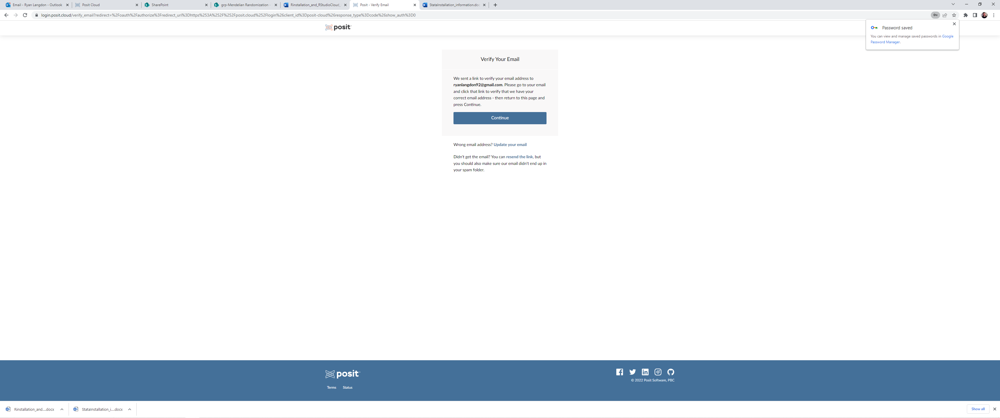 Email - Ryan Langdon - Outlook
Posit Cloud
SharePoint
grp-Mendelian Randomization -
Rinstallation_and_RStudioCloud_
Posit - Verify Email
StataInstallation_information.doc
login.posit.cloud/verify_email?redirect=%2Foauth%2Fauthorize%3Fredirect_uri%3Dhttps%253A%252F%252Fposit.cloud%252Flogin%26client_id%3Dposit-cloud%26response_type%3Dcode%26show_auth%3D0
posit™
Password saved
You can view and manage saved passwords in Google
Password Manager.
Verify Your Email
We sent a link to verify your email address to
ryanlangdon92@gmail.com. Please go to your email
and click that link to verify that we have your
correct email address - then return to this page and
press Continue.
Continue
Wrong email address? Update your email
Didn't get the email? You can resend the link, but
you should also make sure our email didn't end up in
your spam folder.
posit™
© 2022 Posit Software, PBC
Terms Status
Rinstallation_and....docx
StataInstallation_i....docx
Show all